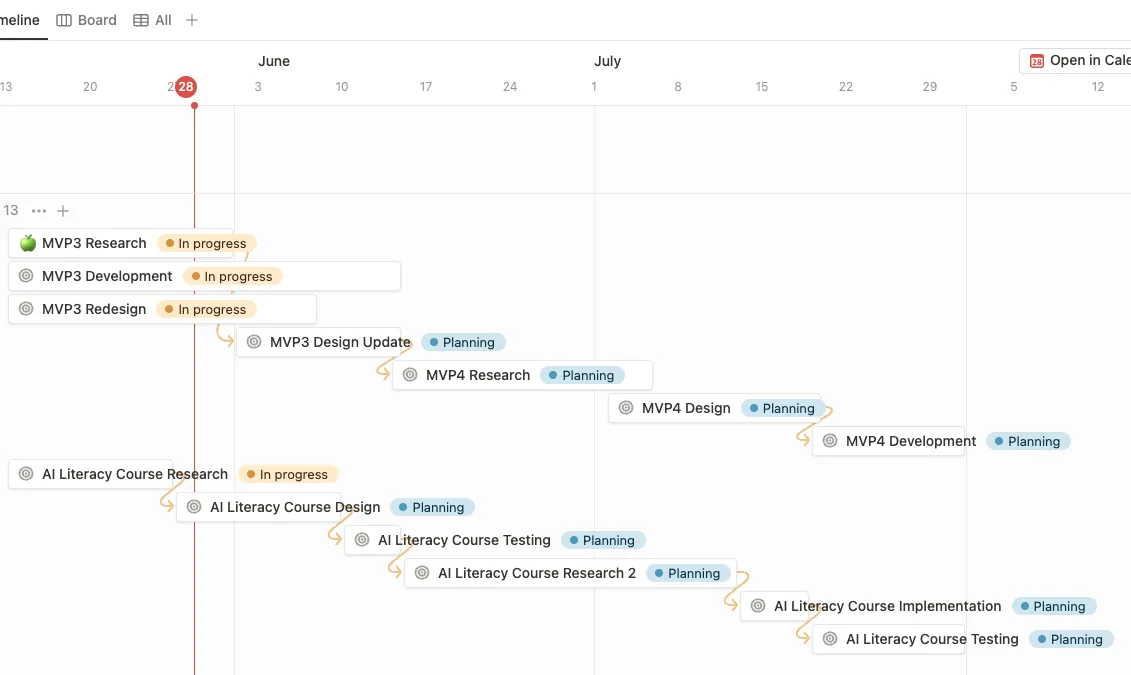 meline Board All +
June July Open in Cale
13 20 2 28 3 10 17 24 1 8 15 22 29 5 12
28
13 ••• +
MVP3 Research In progress
MVP3 Development In progress
MVP3 Redesign In progress
MVP3 Design Update Planning
MVP4 Research Planning
MVP4 Design Planning
MVP4 Development Planning
AI Literacy Course Research In progress
AI Literacy Course Design Planning
AI Literacy Course Testing Planning
AI Literacy Course Research 2 Planning
AI Literacy Course Implementation Planning
AI Literacy Course Testing Planning